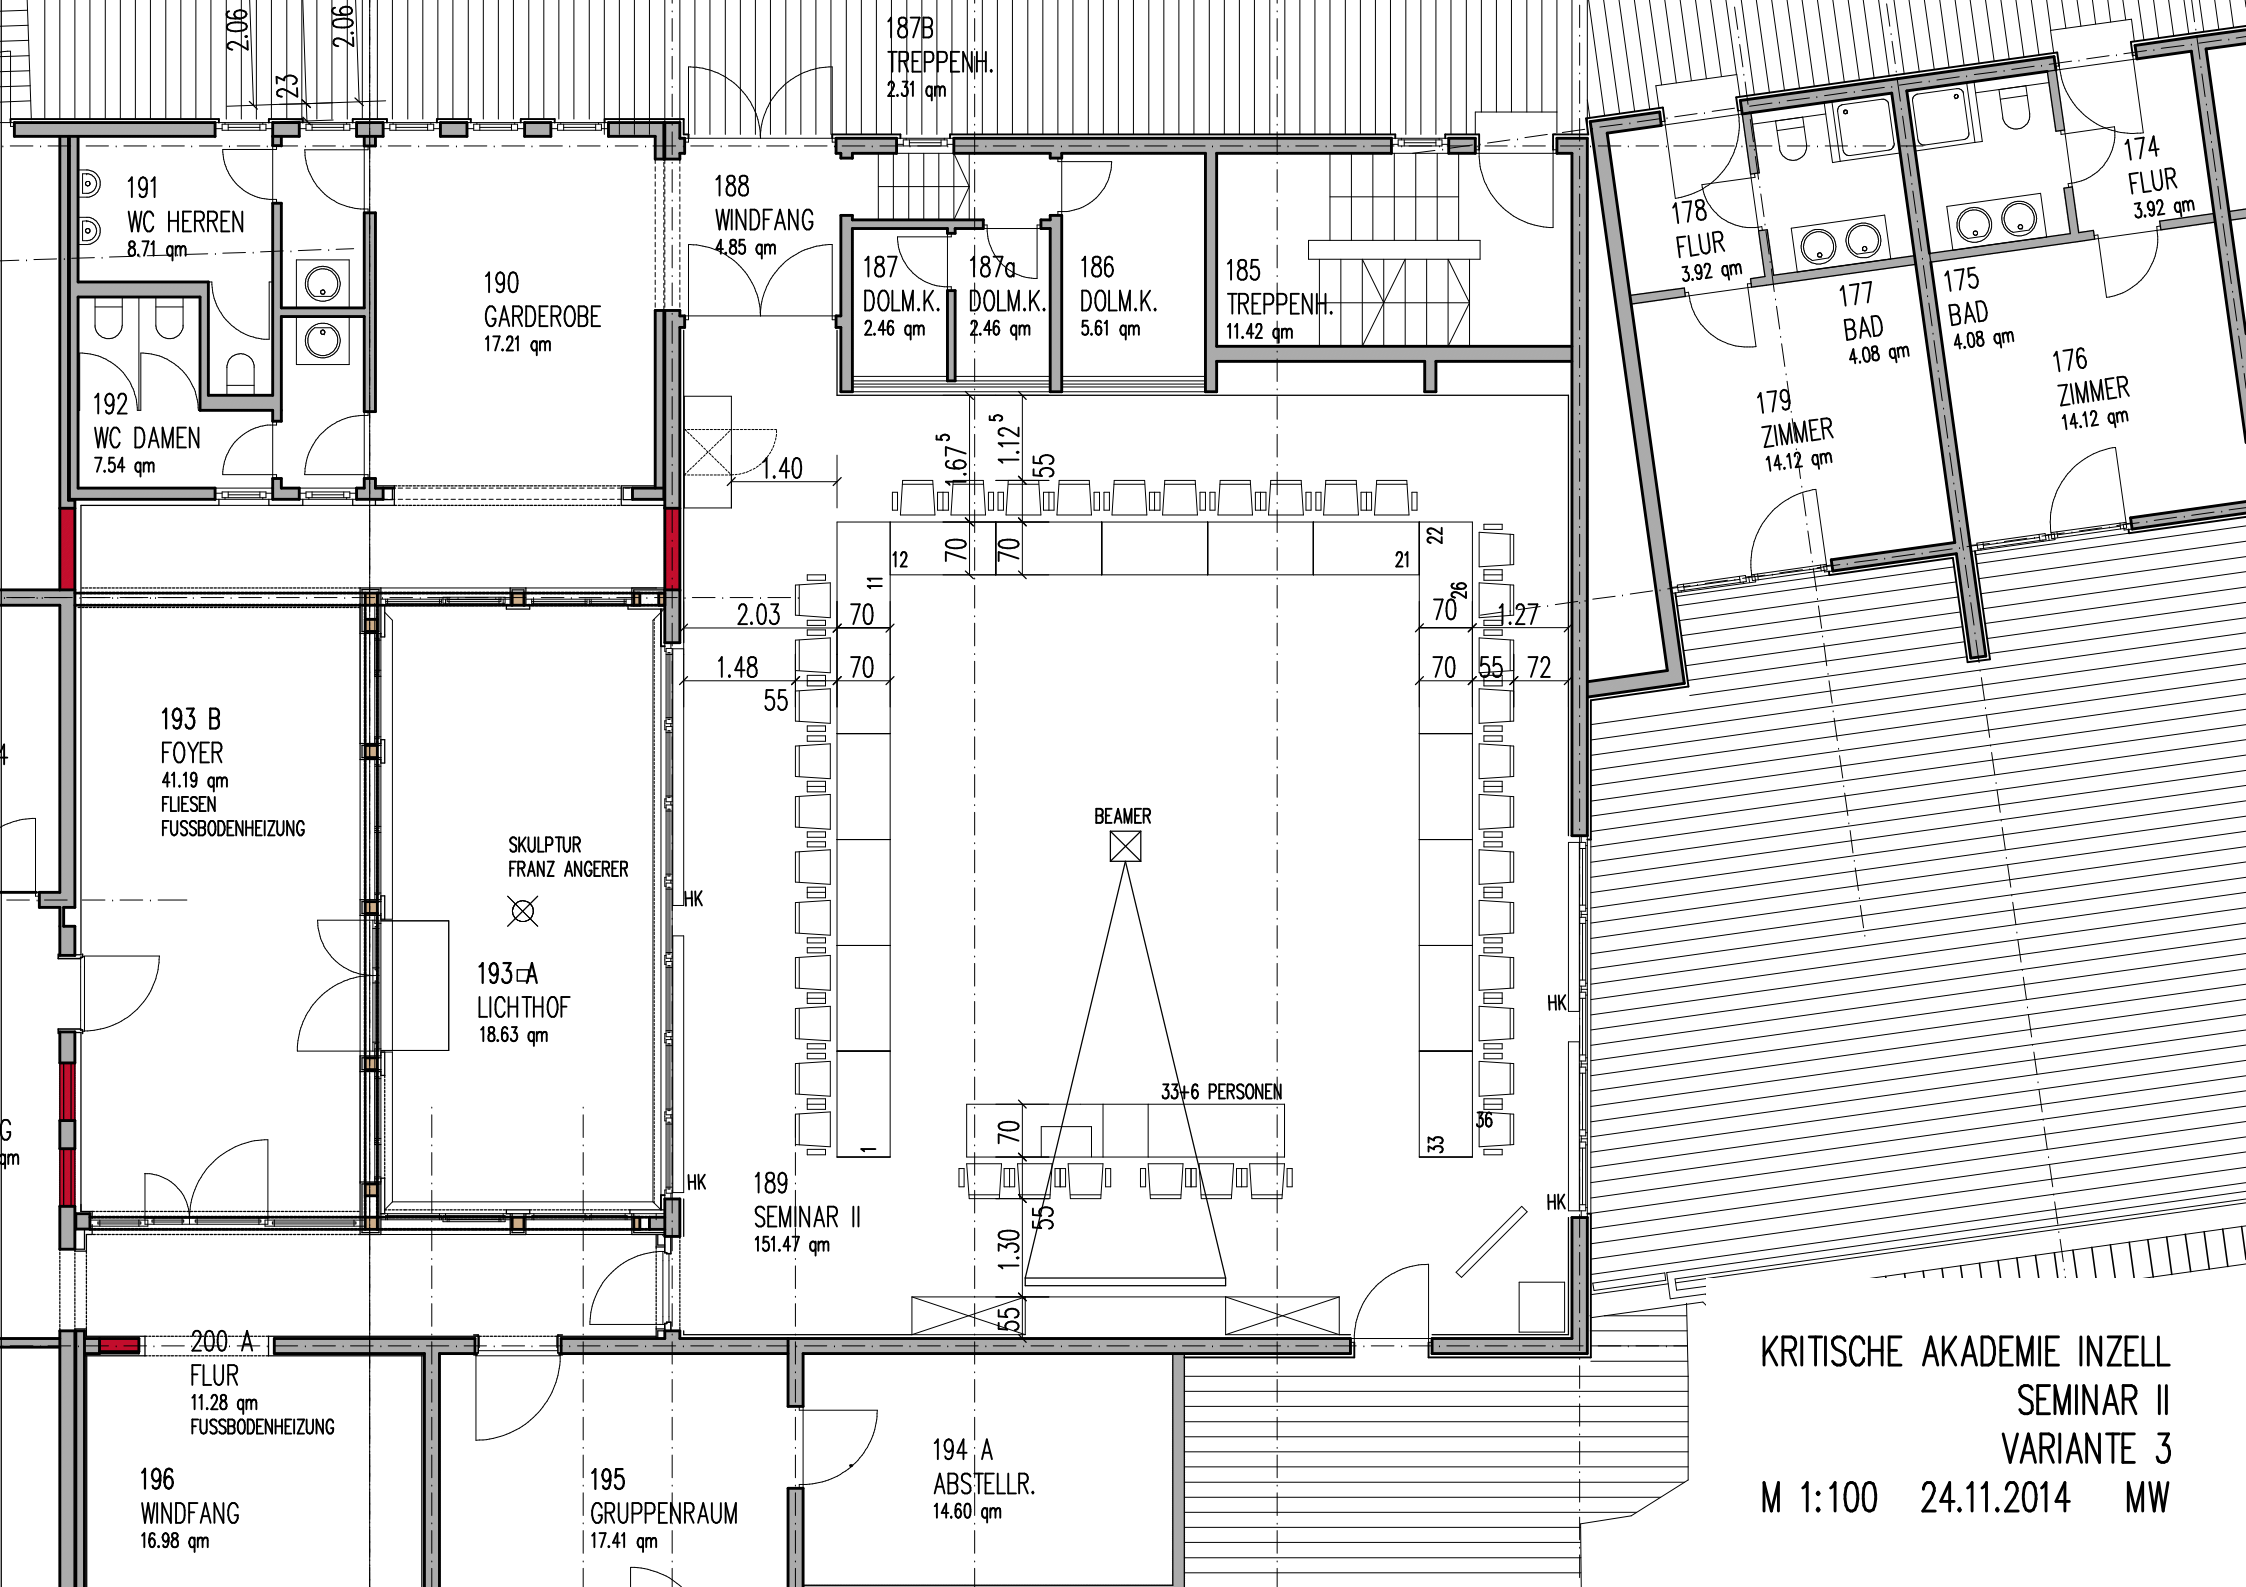 2.06
2.06
23
187B
TREPPENH.
2.31 qm
191
WC HERREN
8.71 qm
190
GARDEROBE
17.21 qm
188
WINDFANG
4.85 qm
187
DOLM.K.
2.46 qm
187a
DOLM.K.
2.46 qm
186
DOLM.K.
5.61 qm
185
TREPPENH.
11.42 qm
178
FLUR
3.92 qm
174
FLUR
3.92 qm
177
BAD
4.08 qm
175
BAD
4.08 qm
176
ZIMMER
14.12 qm
179
ZIMMER
14.12 qm
192
WC DAMEN
7.54 qm
1.40
1.67 5
1.12 5
55
70
70
12
21
22
11
26
2.03
70
70
1.27
1.48
70
55
70
55
72
193 B
FOYER
41.19 qm
FLIESEN
FUSSBODENHEIZUNG
4
SKULPTUR
FRANZ ANGERER
193 A
LICHTHOF
18.63 qm
BEAMER
HK
HK
HK
HK
33+6 PERSONEN
70
1
33
36
G
qm
189
SEMINAR II
151.47 qm
55
1.30
55
200 A
FLUR
11.28 qm
FUSSBODENHEIZUNG
196
WINDFANG
16.98 qm
195
GRUPPENRAUM
17.41 qm
194 A
ABSTELLR.
14.60 qm
KRITISCHE AKADEMIE INZELL
SEMINAR II
VARIANTE 3
M 1:100 24.11.2014 MW